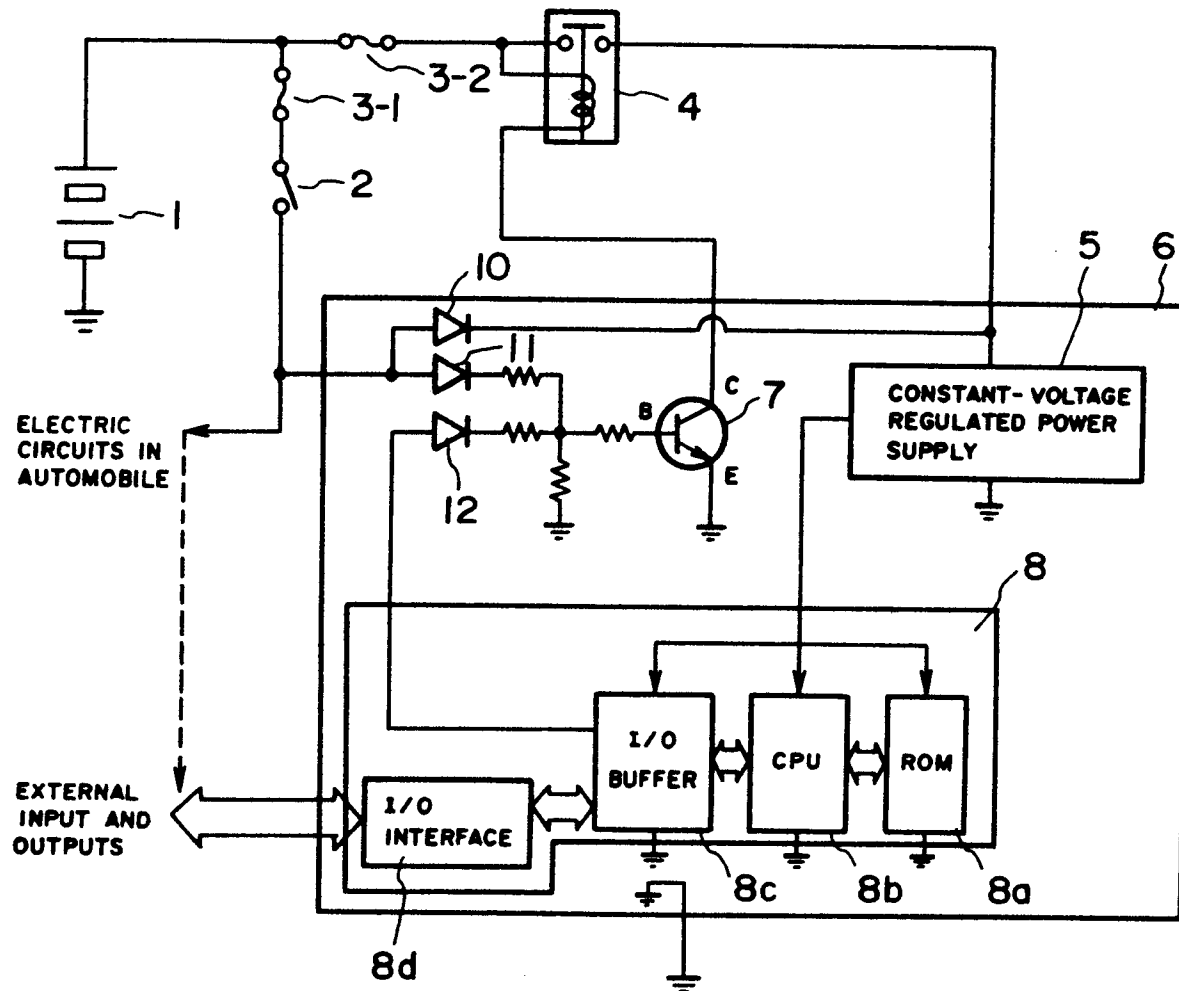 3-2
4
3-1
2
1
5
6
10
11
CONSTANT-VOLTAGE
REGULATED POWER
SUPPLY
C
B
7
E
ELECTRIC
CIRCUITS IN
AUTOMOBILE
12
8
I/O
BUFFER
CPU
ROM
EXTERNAL
INPUT AND
OUTPUTS
I/O
INTERFACE
8c
8b
8a
8d